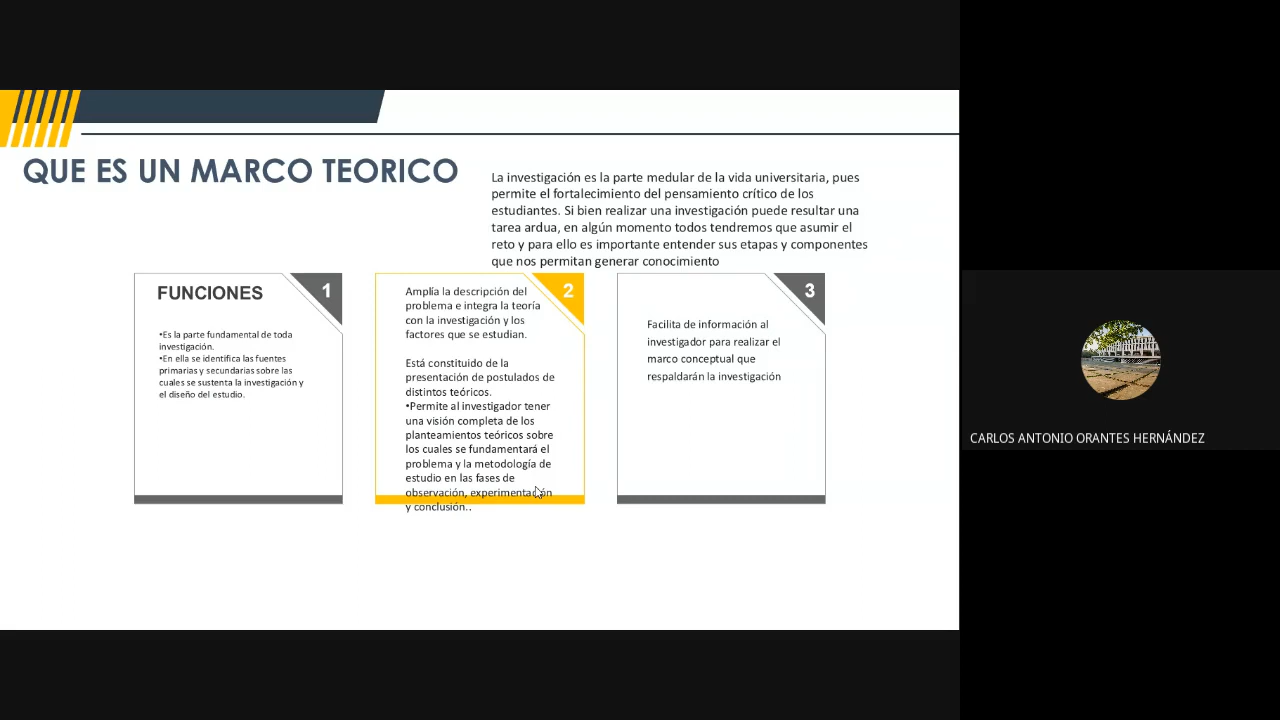 QUE ES UN MARCO TEORICO
La investigación es la parte medular de la vida universitaria, pues
permite el fortalecimiento del pensamiento crítico de los
estudiantes. Si bien realizar una investigación puede resultar una
tarea ardua, en algún momento todos tendremos que asumir el
reto y para ello es importante entender sus etapas y componentes
que nos permitan generar conocimiento
FUNCIONES
1
•Es la parte fundamental de toda
investigación.
•En ella se identifica las fuentes
primarias y secundarias sobre las
cuales se sustenta la investigación y
el diseño del estudio.
2
Amplía la descripción del
problema e integra la teoría
con la investigación y los
factores que se estudian.
Está constituido de la
presentación de postulados de
distintos teóricos.
•Permite al investigador tener
una visión completa de los
planteamientos teóricos sobre
los cuales se fundamentará el
problema y la metodología de
estudio en las fases de
observación, experimentación
y conclusión..
3
Facilita de información al
investigador para realizar el
marco conceptual que
respaldarán la investigación
CARLOS ANTONIO ORANTES HERNÁNDEZ